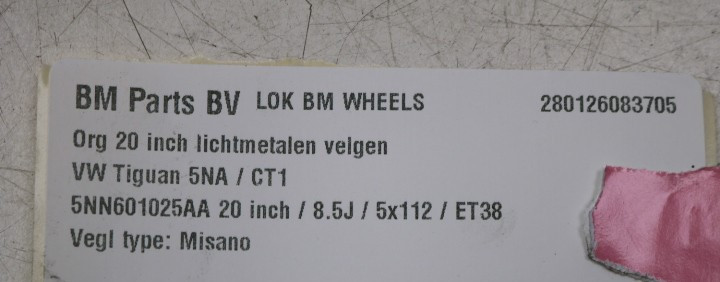 BM Parts BV LOK BM WHEELS 280126083705
Org 20 inch lichtmetalen velgen
VW Tiguan 5NA / CT1
5NN601025AA 20 inch / 8.5J / 5x112 / ET38
Vegl type: Misano